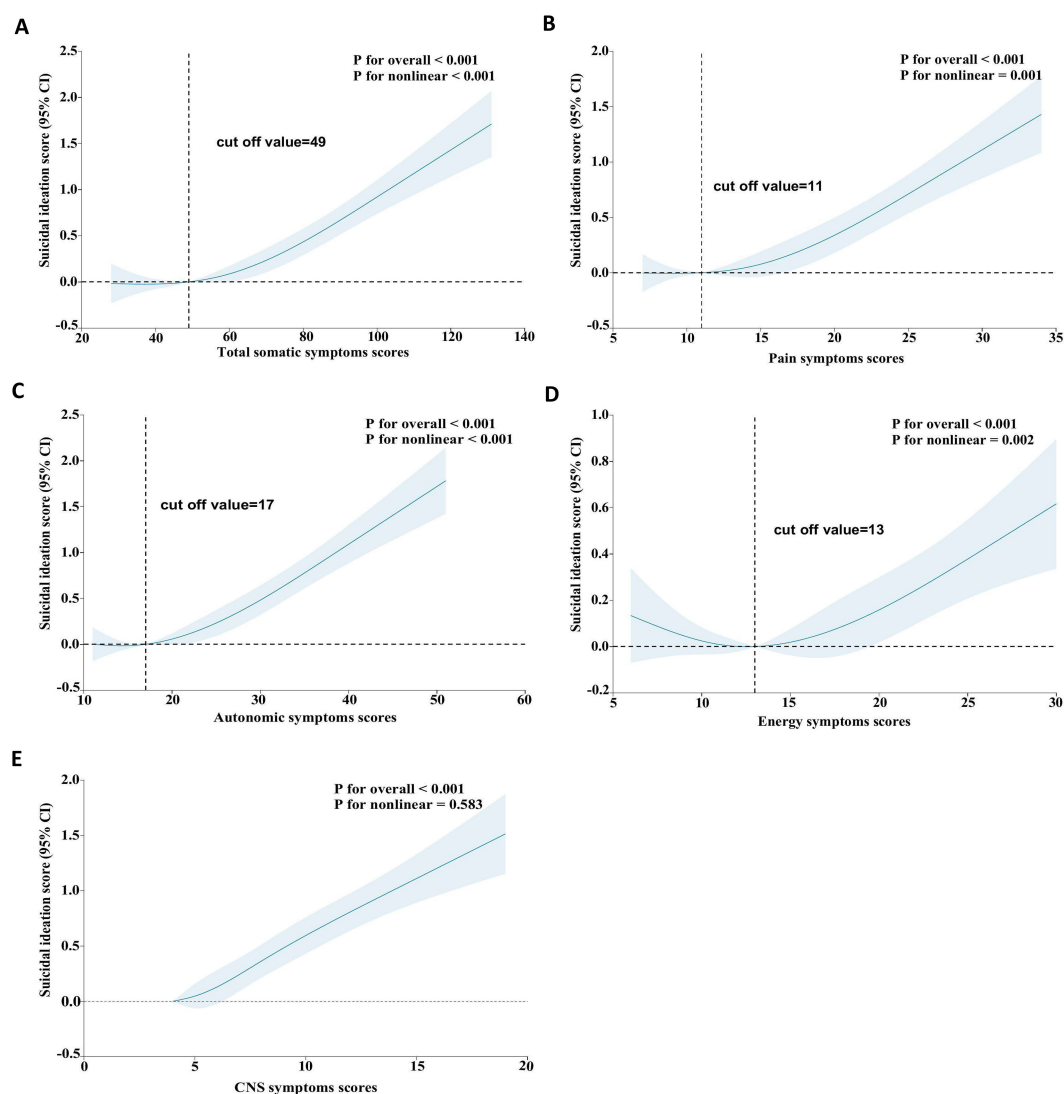 A
Suicidal ideation score (95% CI)
2.5
2.0
1.5
1.0
0.5
0.0
-0.5
P for overall < 0.001
P for nonlinear < 0.001
cut off value=49
20
40
60
80
100
120
140
Total somatic symptoms scores
B
Suicidal ideation score (95% CI)
2.0
1.5
1.0
0.5
0.0
-0.5
P for overall < 0.001
P for nonlinear = 0.001
cut off value=11
5
10
15
20
25
30
35
Pain symptoms scores
C
Suicidal ideation score (95% CI)
2.5
2.0
1.5
1.0
0.5
0.0
-0.5
P for overall < 0.001
P for nonlinear < 0.001
cut off value=17
10
20
30
40
50
60
Autonomic symptoms scores
D
Suicidal ideation score (95% CI)
1.0
0.8
0.6
0.4
0.2
0.0
-0.2
P for overall < 0.001
P for nonlinear = 0.002
cut off value=13
5
10
15
20
25
30
Energy symptoms scores
E
Suicidal ideation score (95% CI)
2.0
1.5
1.0
0.5
0.0
-0.5
P for overall < 0.001
P for nonlinear = 0.583
0
5
10
15
20
CNS symptoms scores